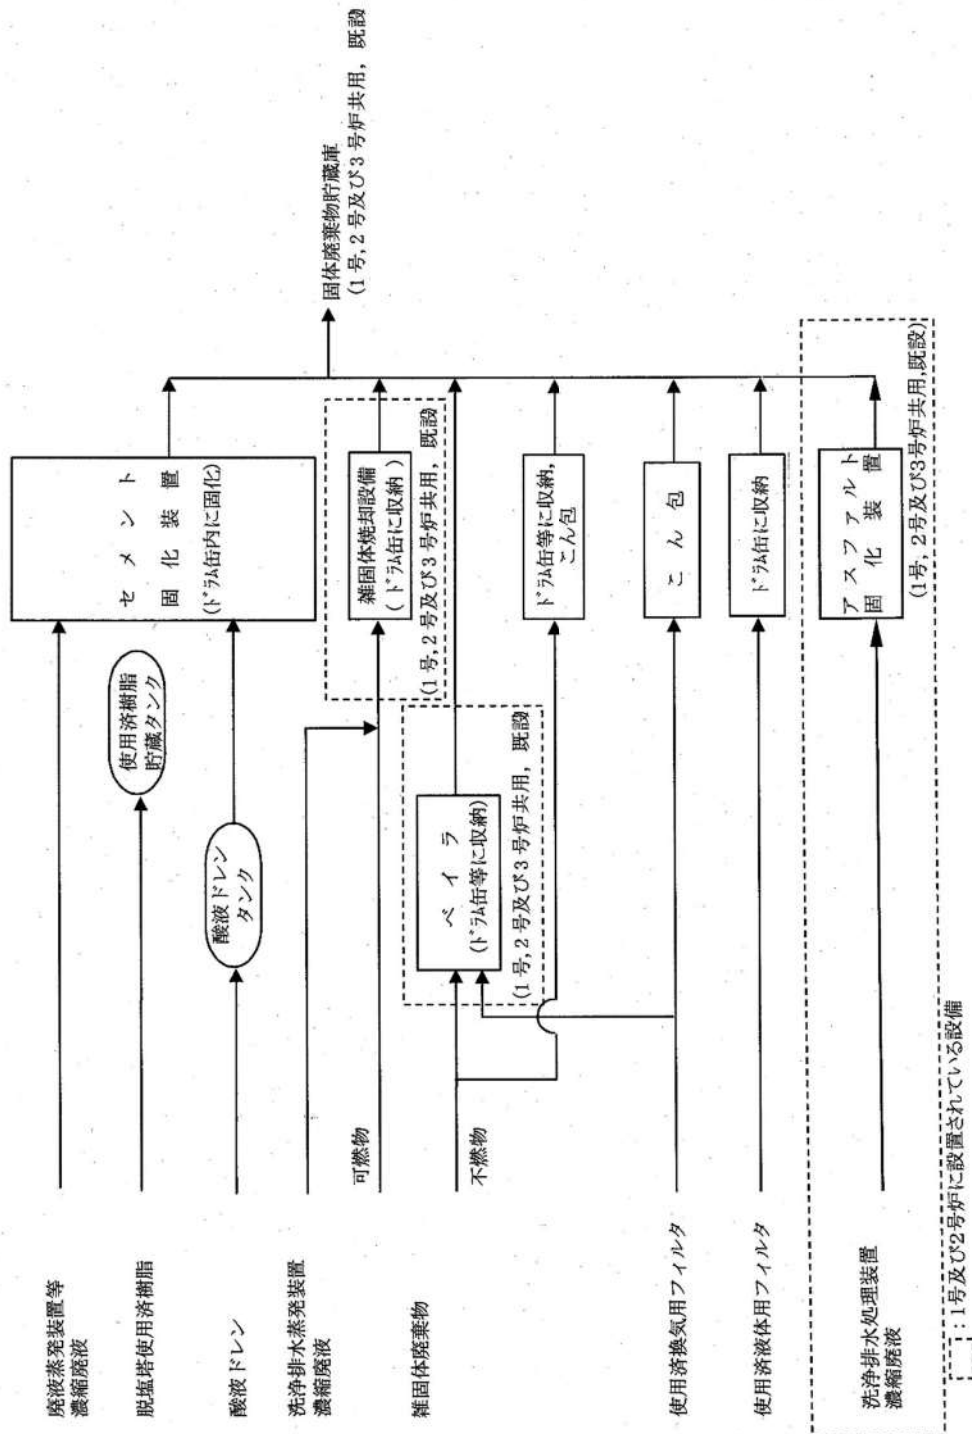 廃液蒸発装置等
濃縮廃液
セメント
固化装置
(ドラム缶内に固化)
脱塩塔使用済樹脂
使用済樹脂
貯蔵タンク
酸液ドレン
酸液ドレン
タンク
固体廃棄物貯蔵庫
(1号,2号及び3号炉共用, 既設)
洗浄排水蒸発装置
濃縮廃液
可燃物
雑固体焼却設備
(ドラム缶に収納)
(1号,2号及び3号炉共用, 既設)
雑固体廃棄物
不燃物
ベイラ
(ドラム缶等に収納)
(1号,2号及び3号炉共用, 既設)
ドラム缶等に収納,
こん包
使用済換気用フィルタ
こん包
使用済液体用フィルタ
ドラム缶に収納
洗浄排水処理装置
濃縮廃液
アスファルト
固化装置
(1号, 2号及び3号炉共用,既設)
:1号及び2号炉に設置されている設備